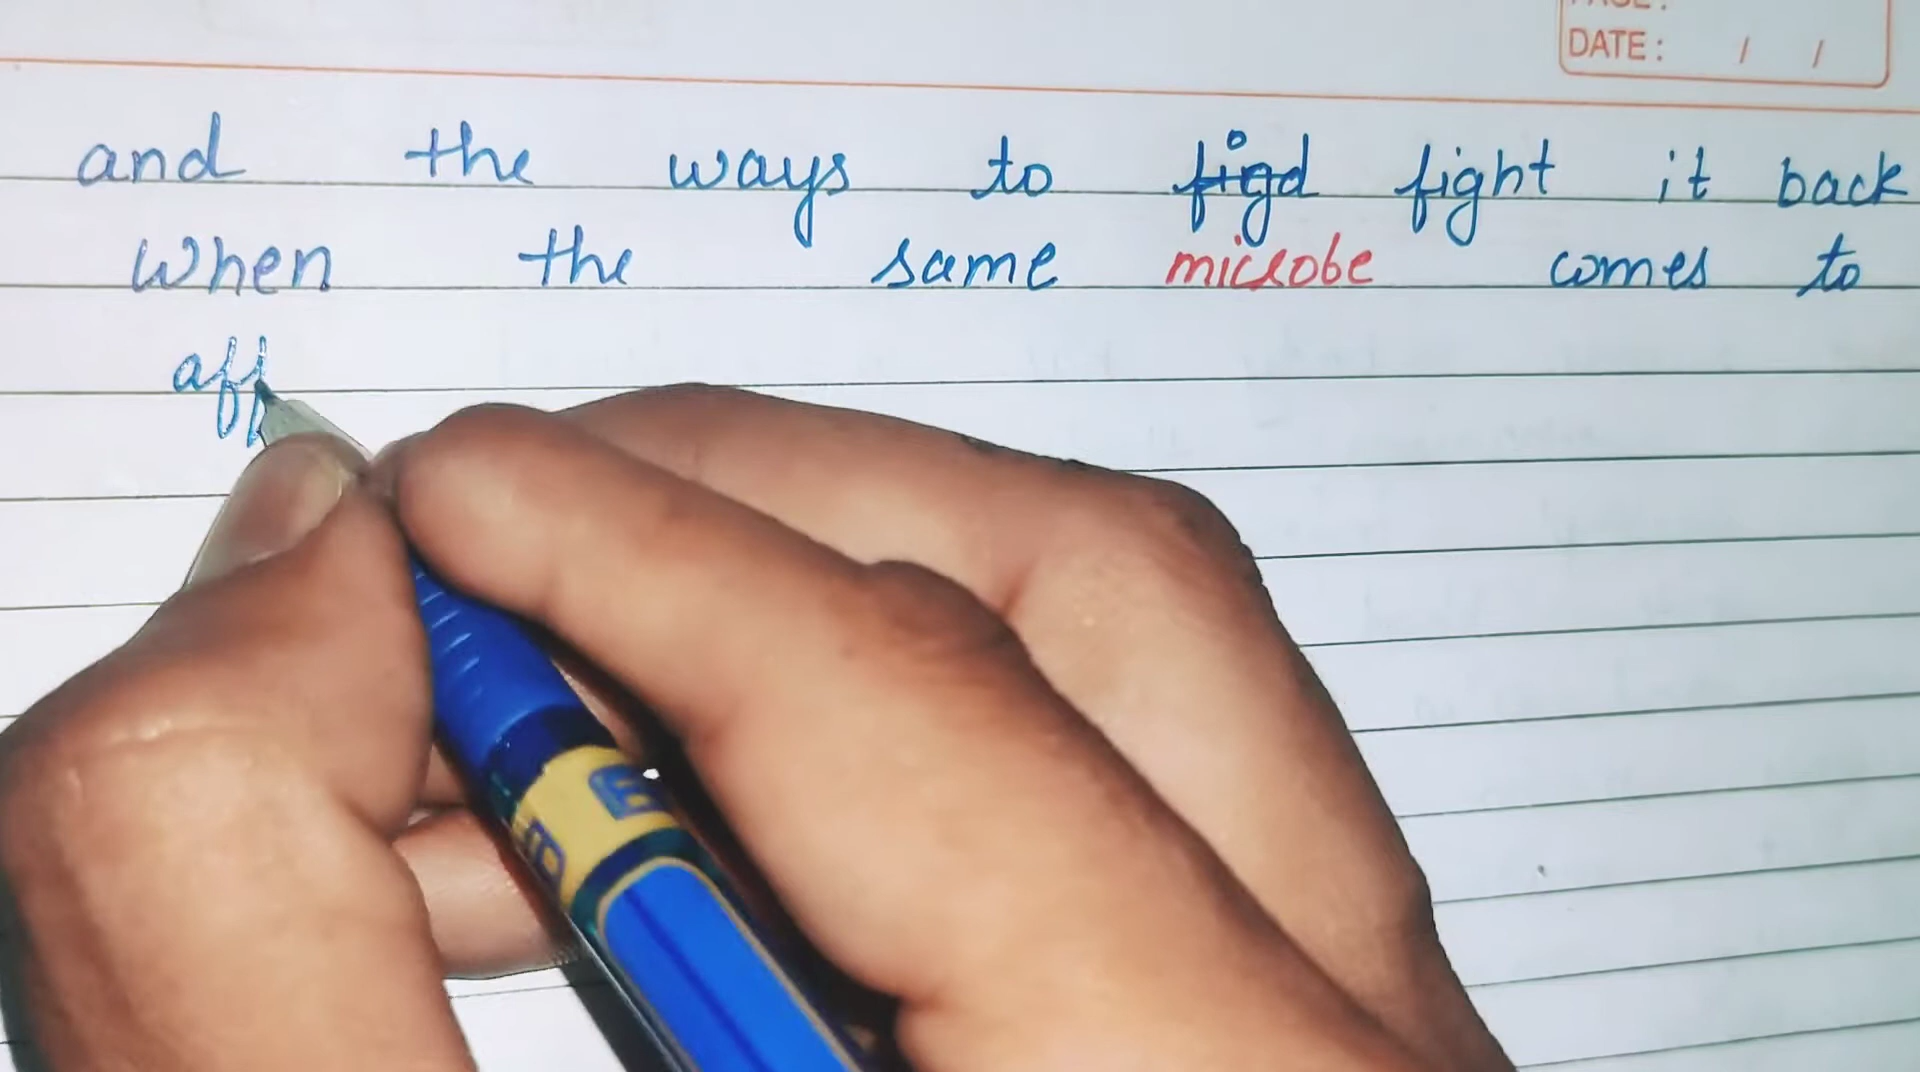 DATE: / /
and the ways to figd fight it back
when the same microbe comes to
aff